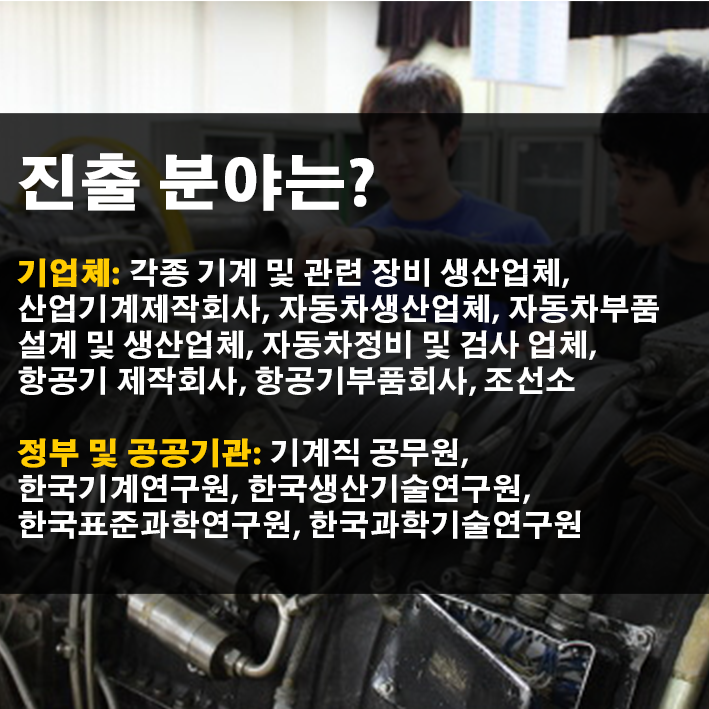 진출 분야는?
기업체: 각종 기계 및 관련 장비 생산업체,
산업기계제작회사, 자동차생산업체, 자동차부품
설계 및 생산업체, 자동차정비 및 검사 업체,
항공기 제작회사, 항공기부품회사, 조선소
정부 및 공공기관: 기계직 공무원,
한국기계연구원, 한국생산기술연구원,
한국표준과학연구원, 한국과학기술연구원